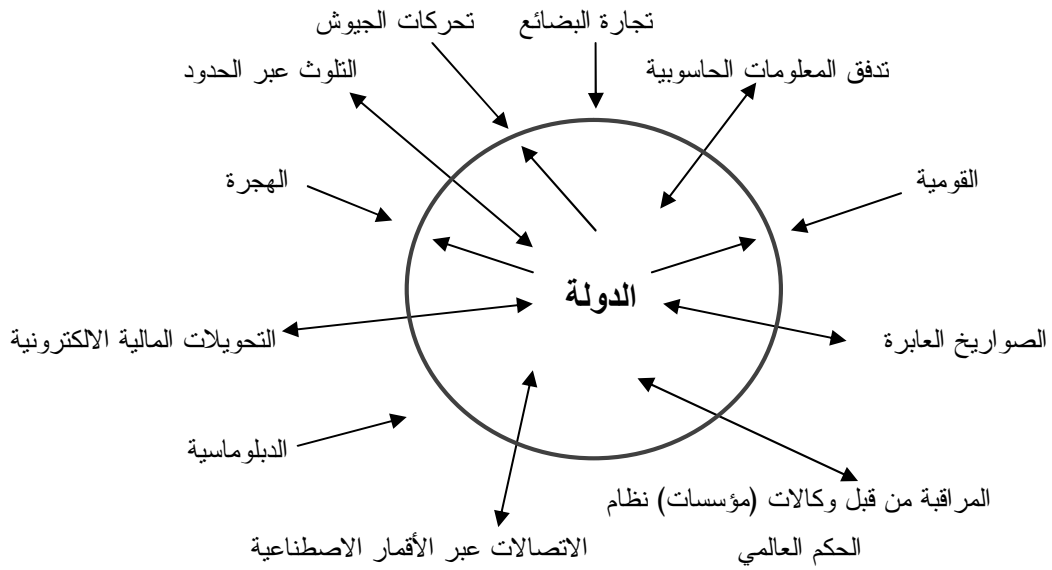 تجارة البضائع
تحركات الجيوش
تدفق المعلومات الحاسوبية
التلوث عبر الحدود
القومية
الهجرة
الدولة
الصواريخ العابرة
التحويلات المالية الالكترونية
الدبلوماسية
المراقبة من قبل وكالات (مؤسسات) نظام
الحكم العالمي
الاتصالات عبر الأقمار الاصطناعية